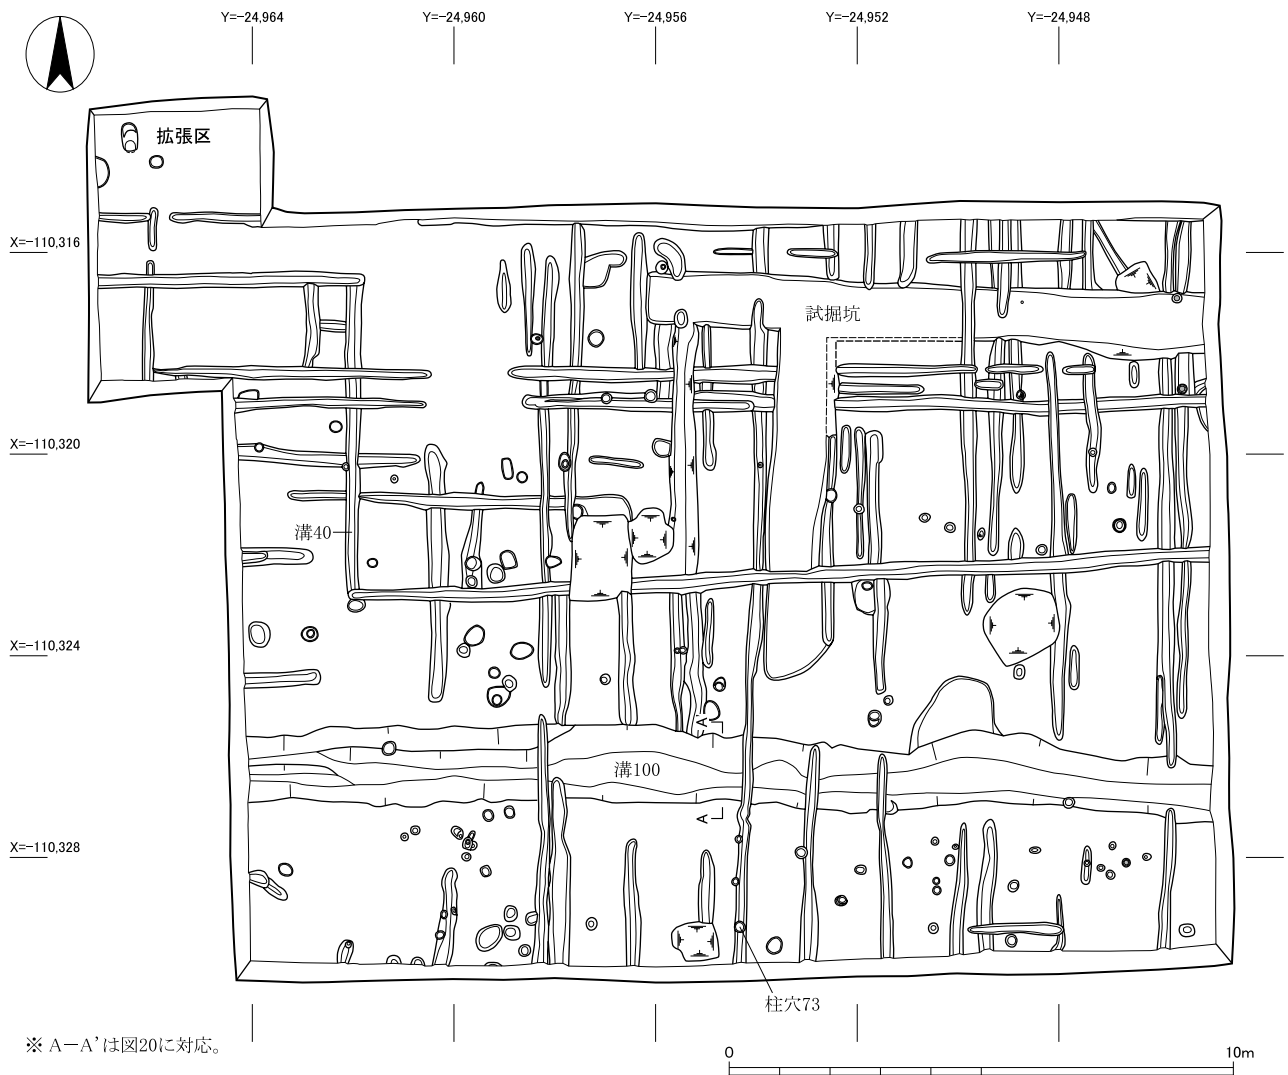 Y=-24,964
Y=-24,960
Y=-24,956
Y=-24,952
Y=-24,948
拡張区
X=-110,316
試掘坑
X=-110,320
溝40
X=-110,324
A'
溝100
A
X=-110,328
柱穴73
※ A－A’は図20に対応。
0
10m